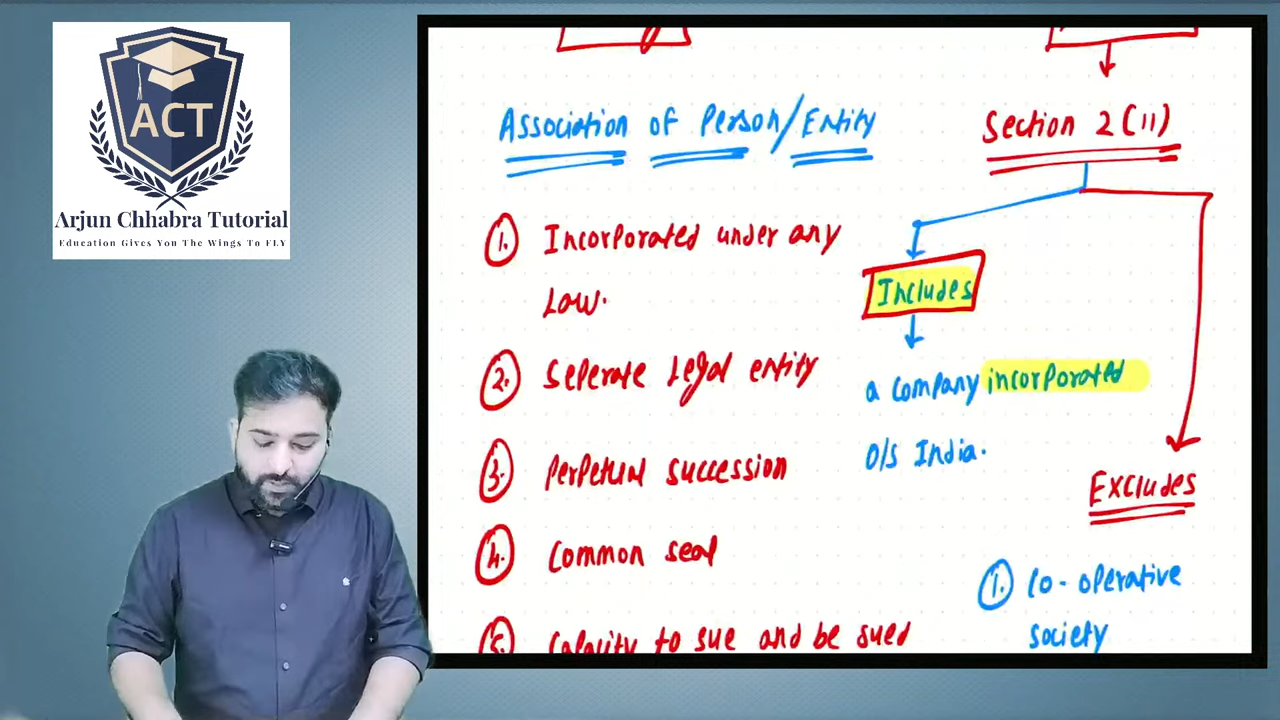 ACT
Arjun Chhabra Tutorial
Education Gives You The Wings To FLY
Association of Person/Entity
1. Incorporated under any
Law.
2. Seperate Legal entity
3. Perpetual succession
4. Common seal
5. Capacity to sue and be sued
Section 2(11)
Includes
a company incorporated
O/S India.
Excludes
1. Co-operative
society